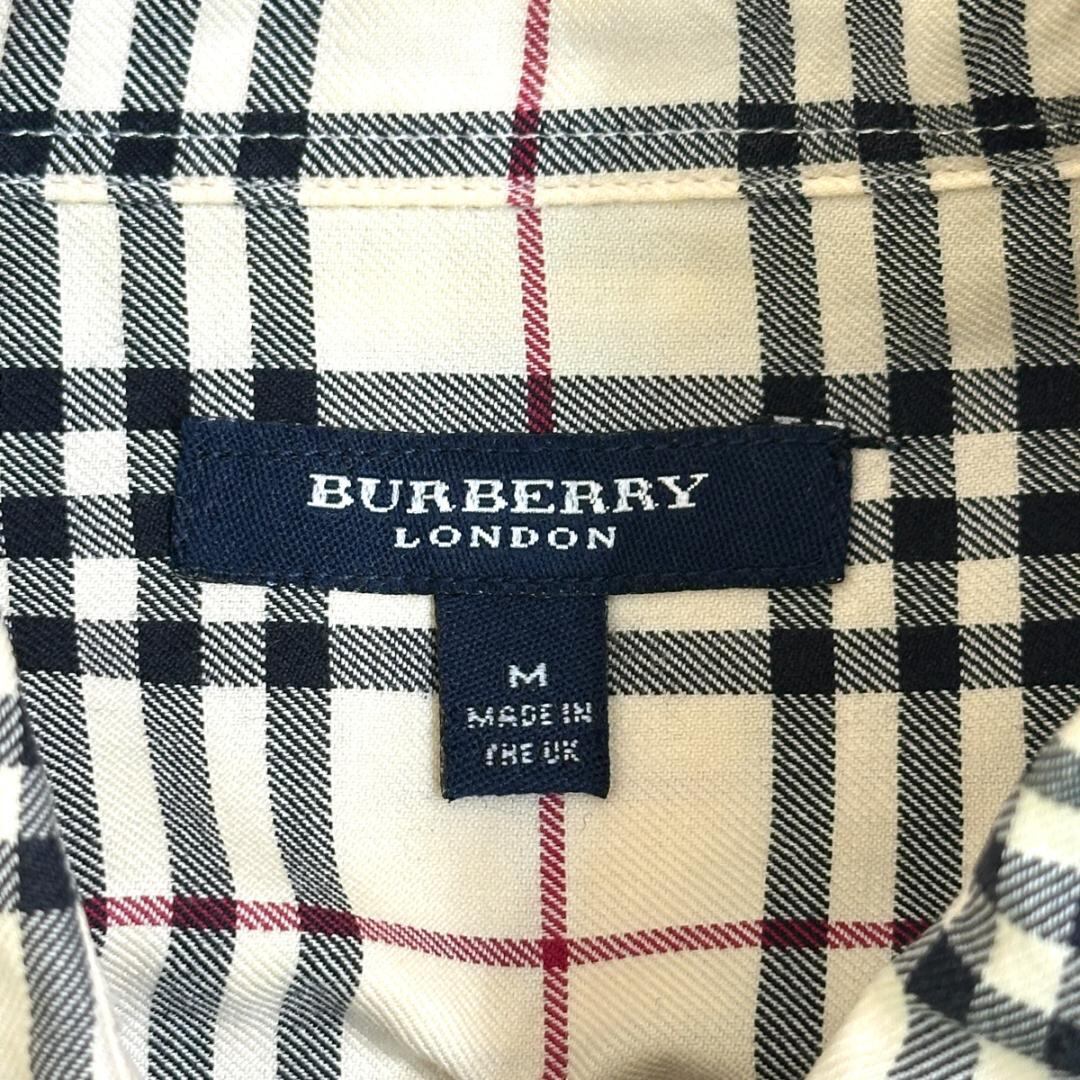 BURBERRY
LONDON
M
MADE IN
THE UK